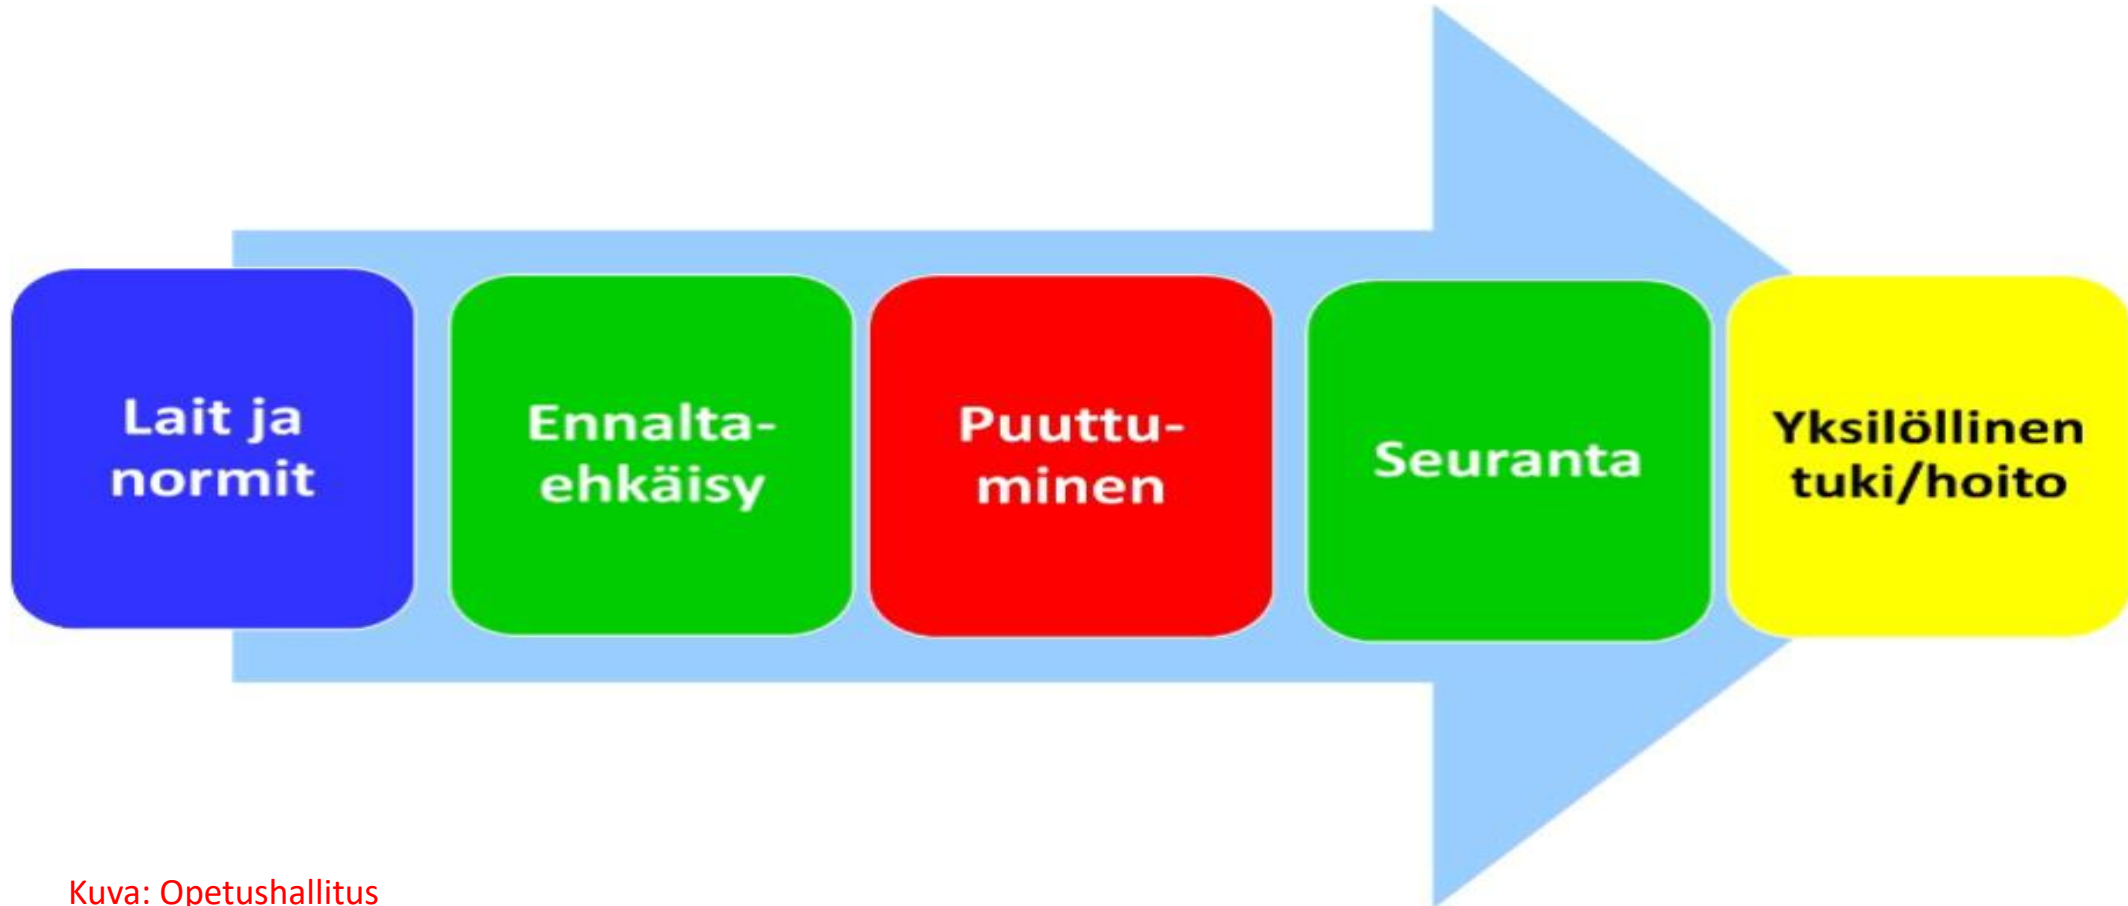 Lait ja
normit
Ennalta-
ehkäisy
Puuttu-
minen
Seuranta
Yksilöllinen
tuki/hoito
Kuva: Opetushallitus